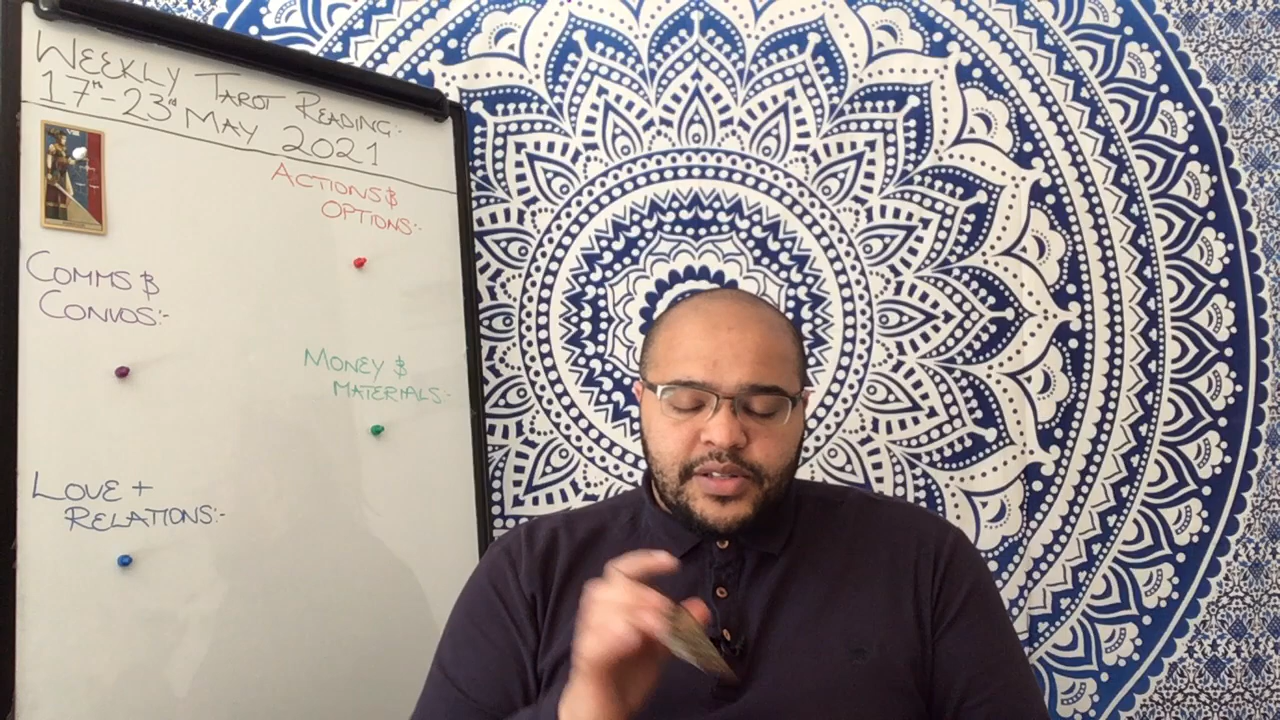 WEEKLY TAROT READING:-
17TH-23RD MAY 2021
ACTIONS &
OPTIONS:-
COMMS &
CONVOS:-
MONEY &
MATERIALS:-
LOVE +
RELATIONS:-